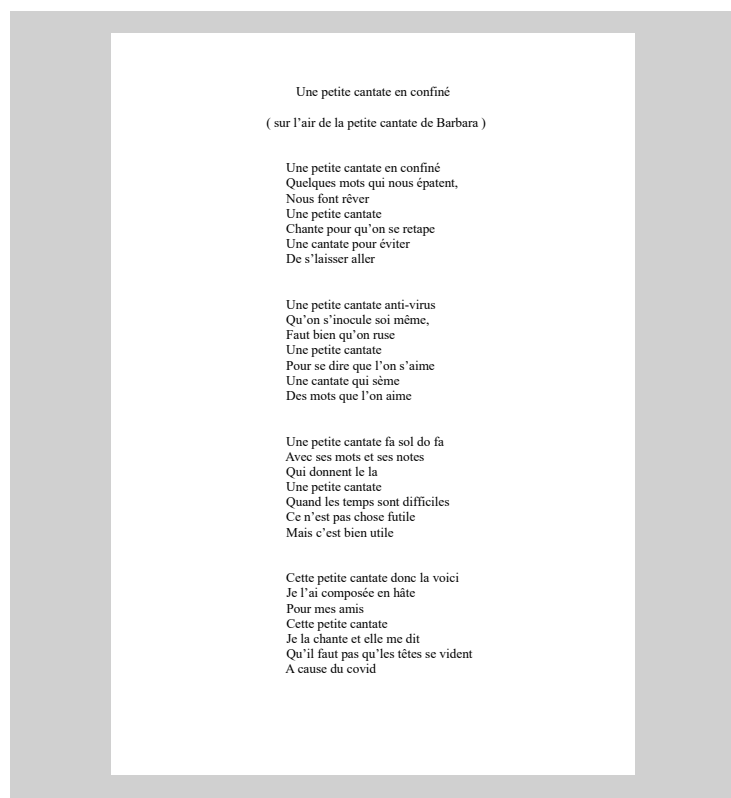 Une petite cantate en confiné
( sur l’air de la petite cantate de Barbara )
Une petite cantate en confiné
Quelques mots qui nous épatent,
Nous font rêver
Une petite cantate
Chante pour qu’on se retape
Une cantate pour éviter
De s’laisser aller
Une petite cantate anti-virus
Qu’on s’inocule soi même,
Faut bien qu’on ruse
Une petite cantate
Pour se dire que l’on s’aime
Une cantate qui sème
Des mots que l’on aime
Une petite cantate fa sol do fa
Avec ses mots et ses notes
Qui donnent le la
Une petite cantate
Quand les temps sont difficiles
Ce n’est pas chose futile
Mais c’est bien utile
Cette petite cantate donc la voici
Je l’ai composée en hâte
Pour mes amis
Cette petite cantate
Je la chante et elle me dit
Qu’il faut pas qu’les têtes se vident
A cause du covid